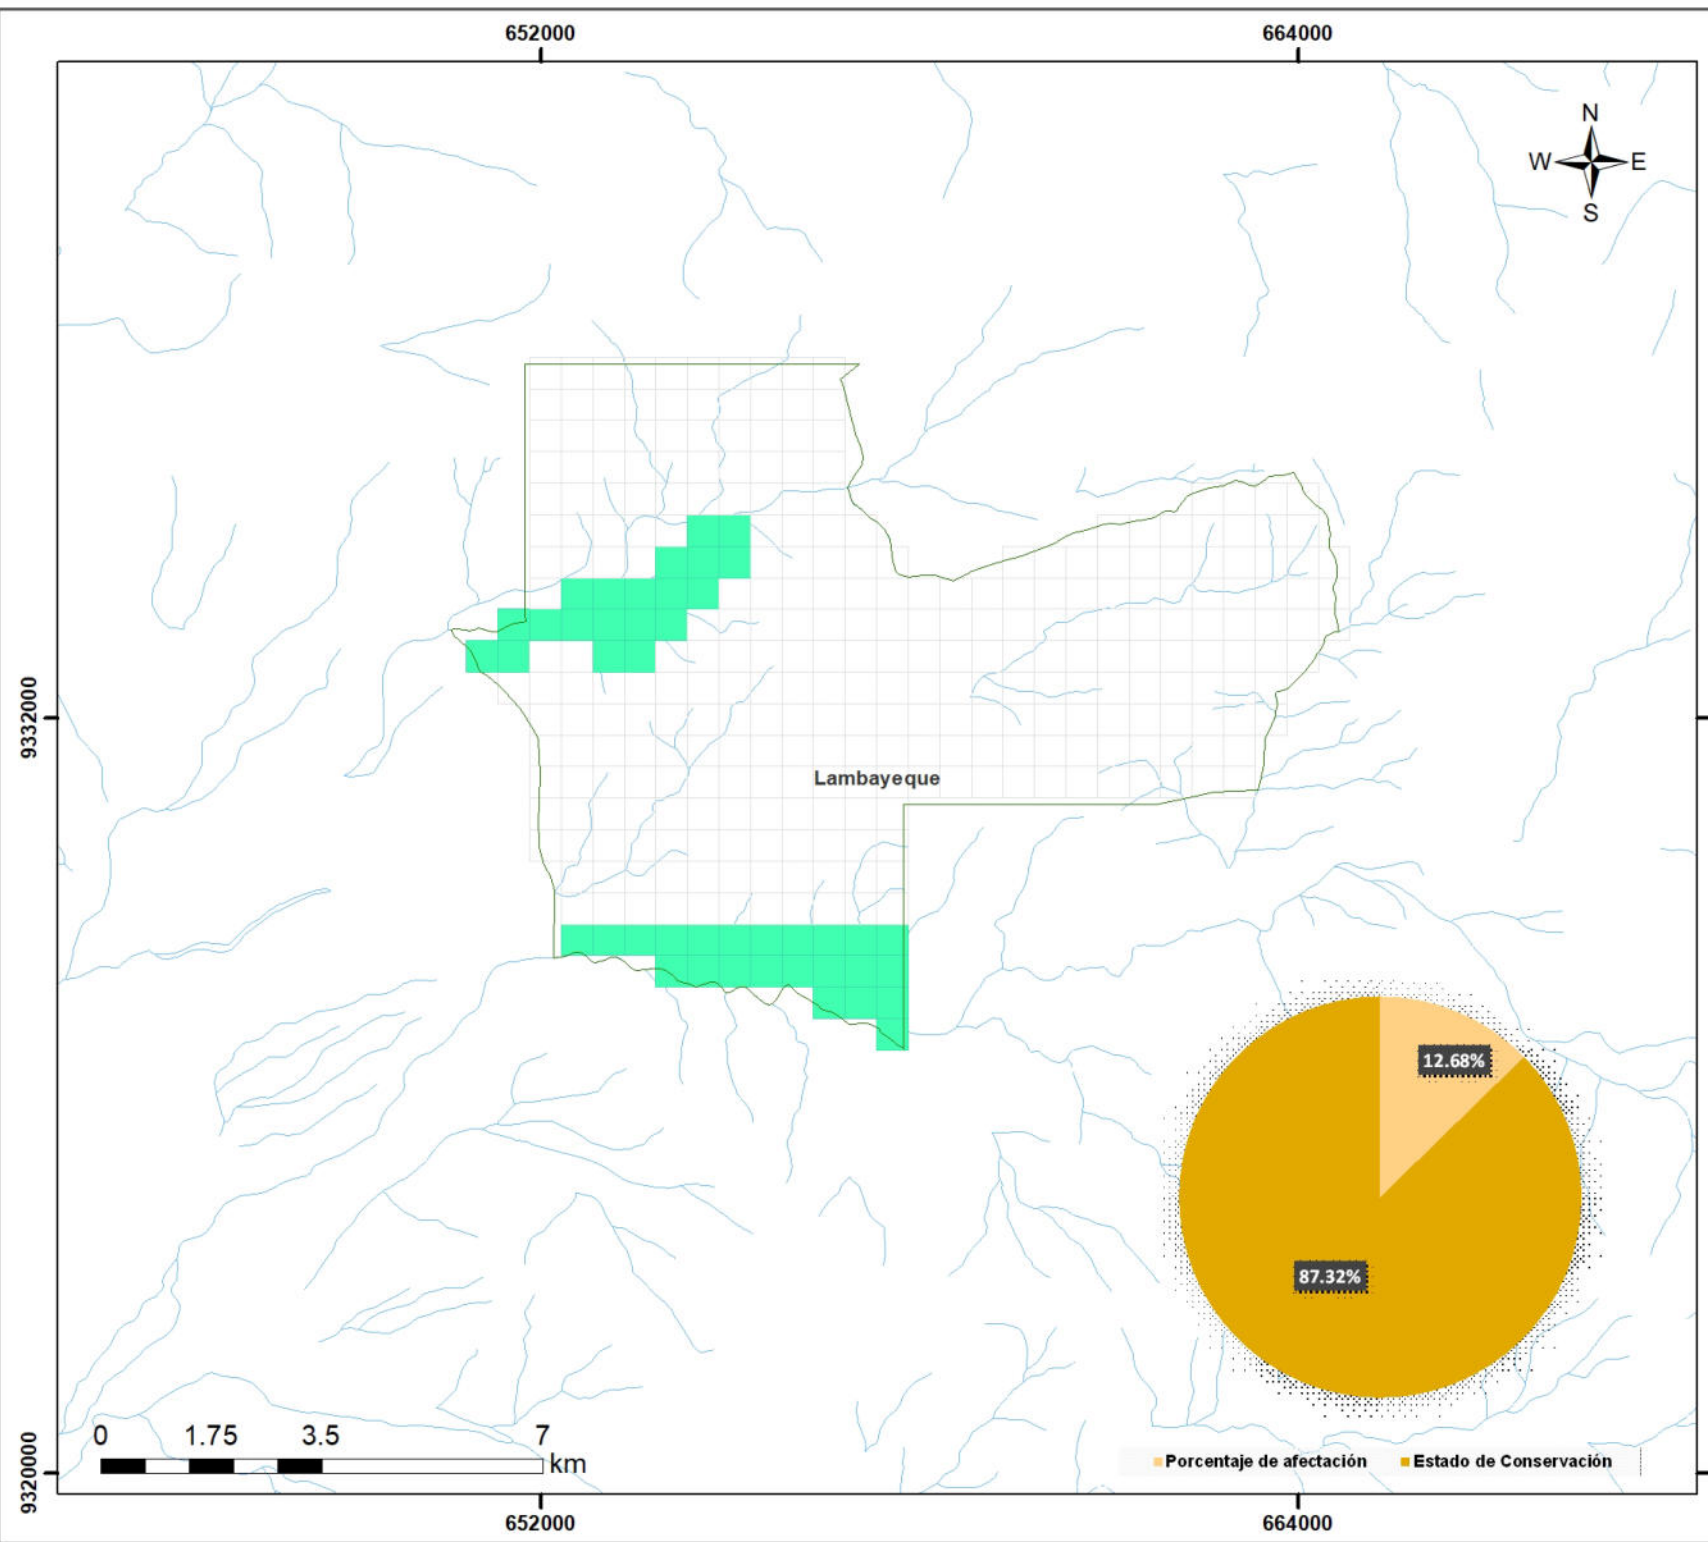 652000
664000
N
W
E
S
9332000
Lambayeque
12.68%
87.32%
0
1.75
3.5
7
km
Porcentaje de afectación
Estado de Conservación
9320000
652000
664000